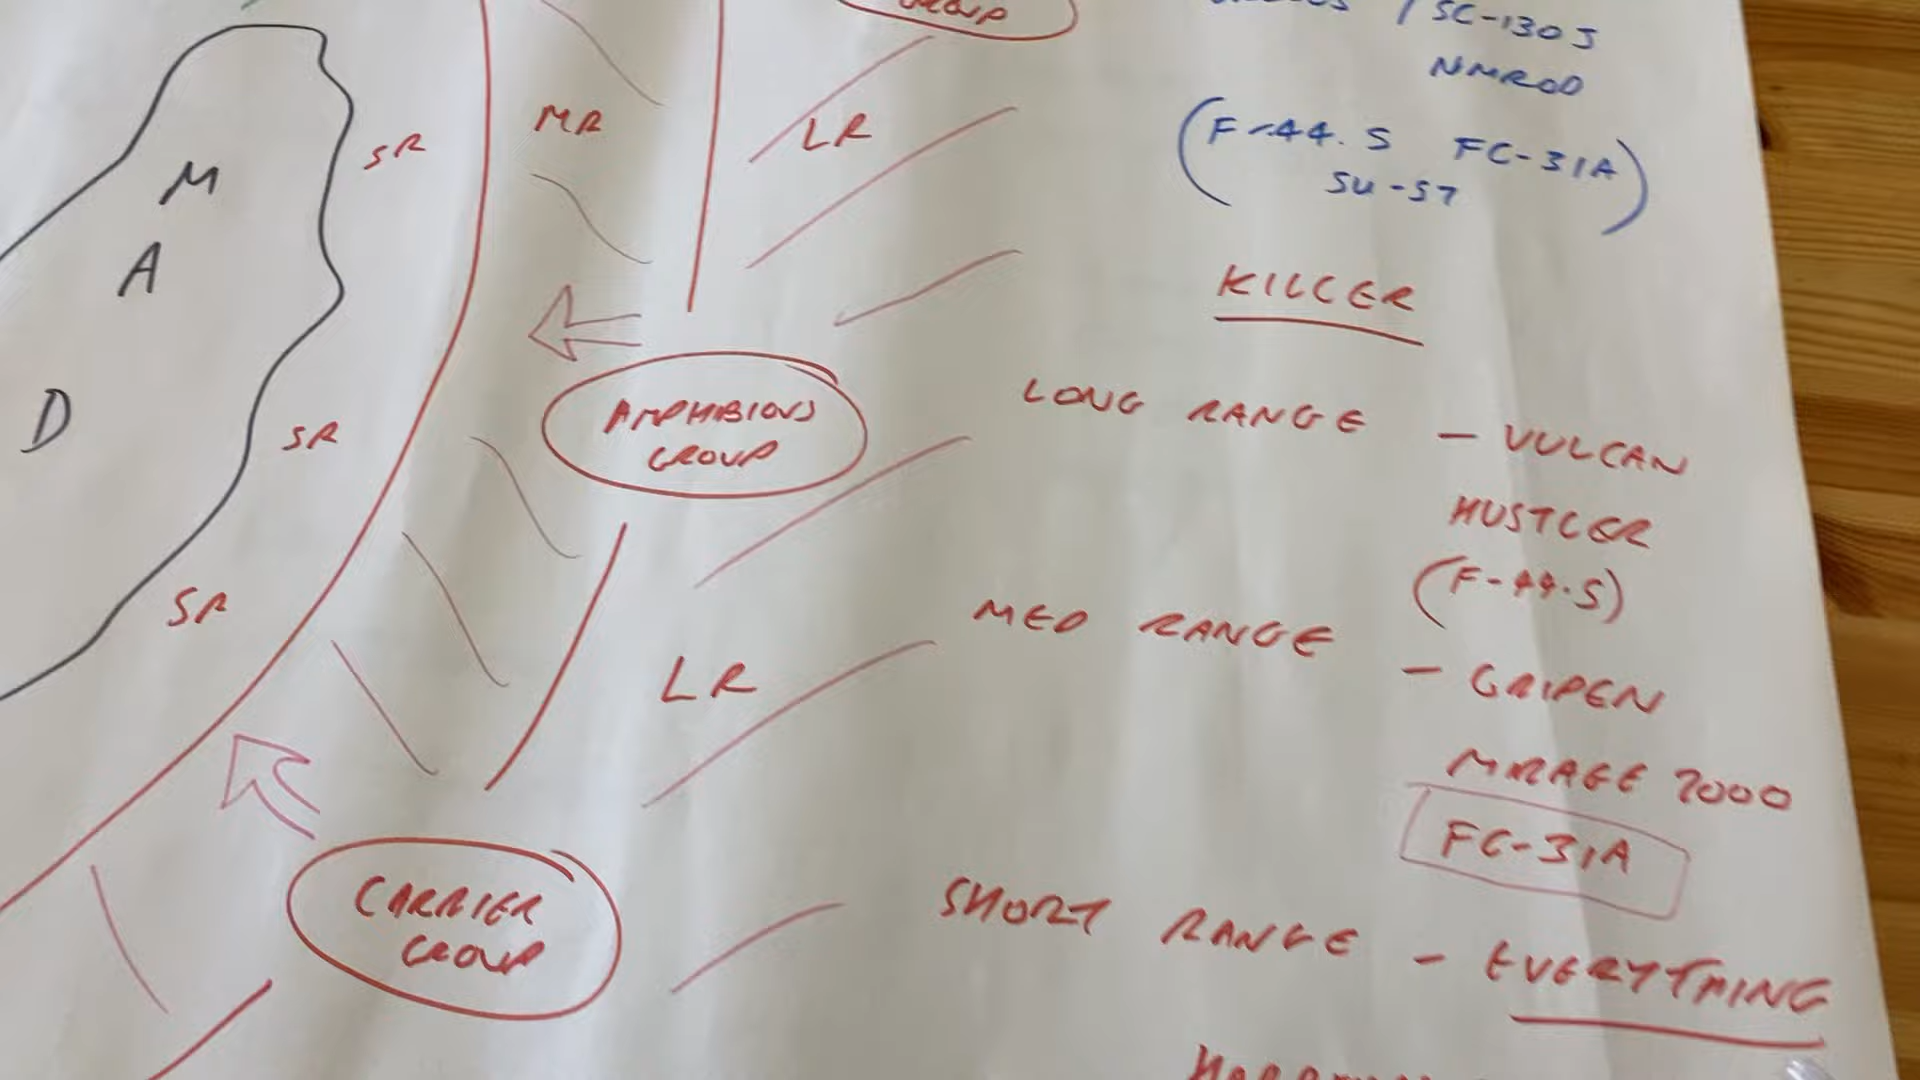 GROUP
/ SC-130J
NMROD
(F-44.S FC-31A
SU-57)
SR
MR
LR
M
A
D
SR
SR
LR
AMPHIBIOUS
GROUP
CARRIER
GROUP
KILLER
LONG RANGE - VULCAN
HUSTLER
(F-44.S)
MED RANGE - GRIPEN
MIRAGE 2000
FC-31A
SHORT RANGE - EVERYTHING